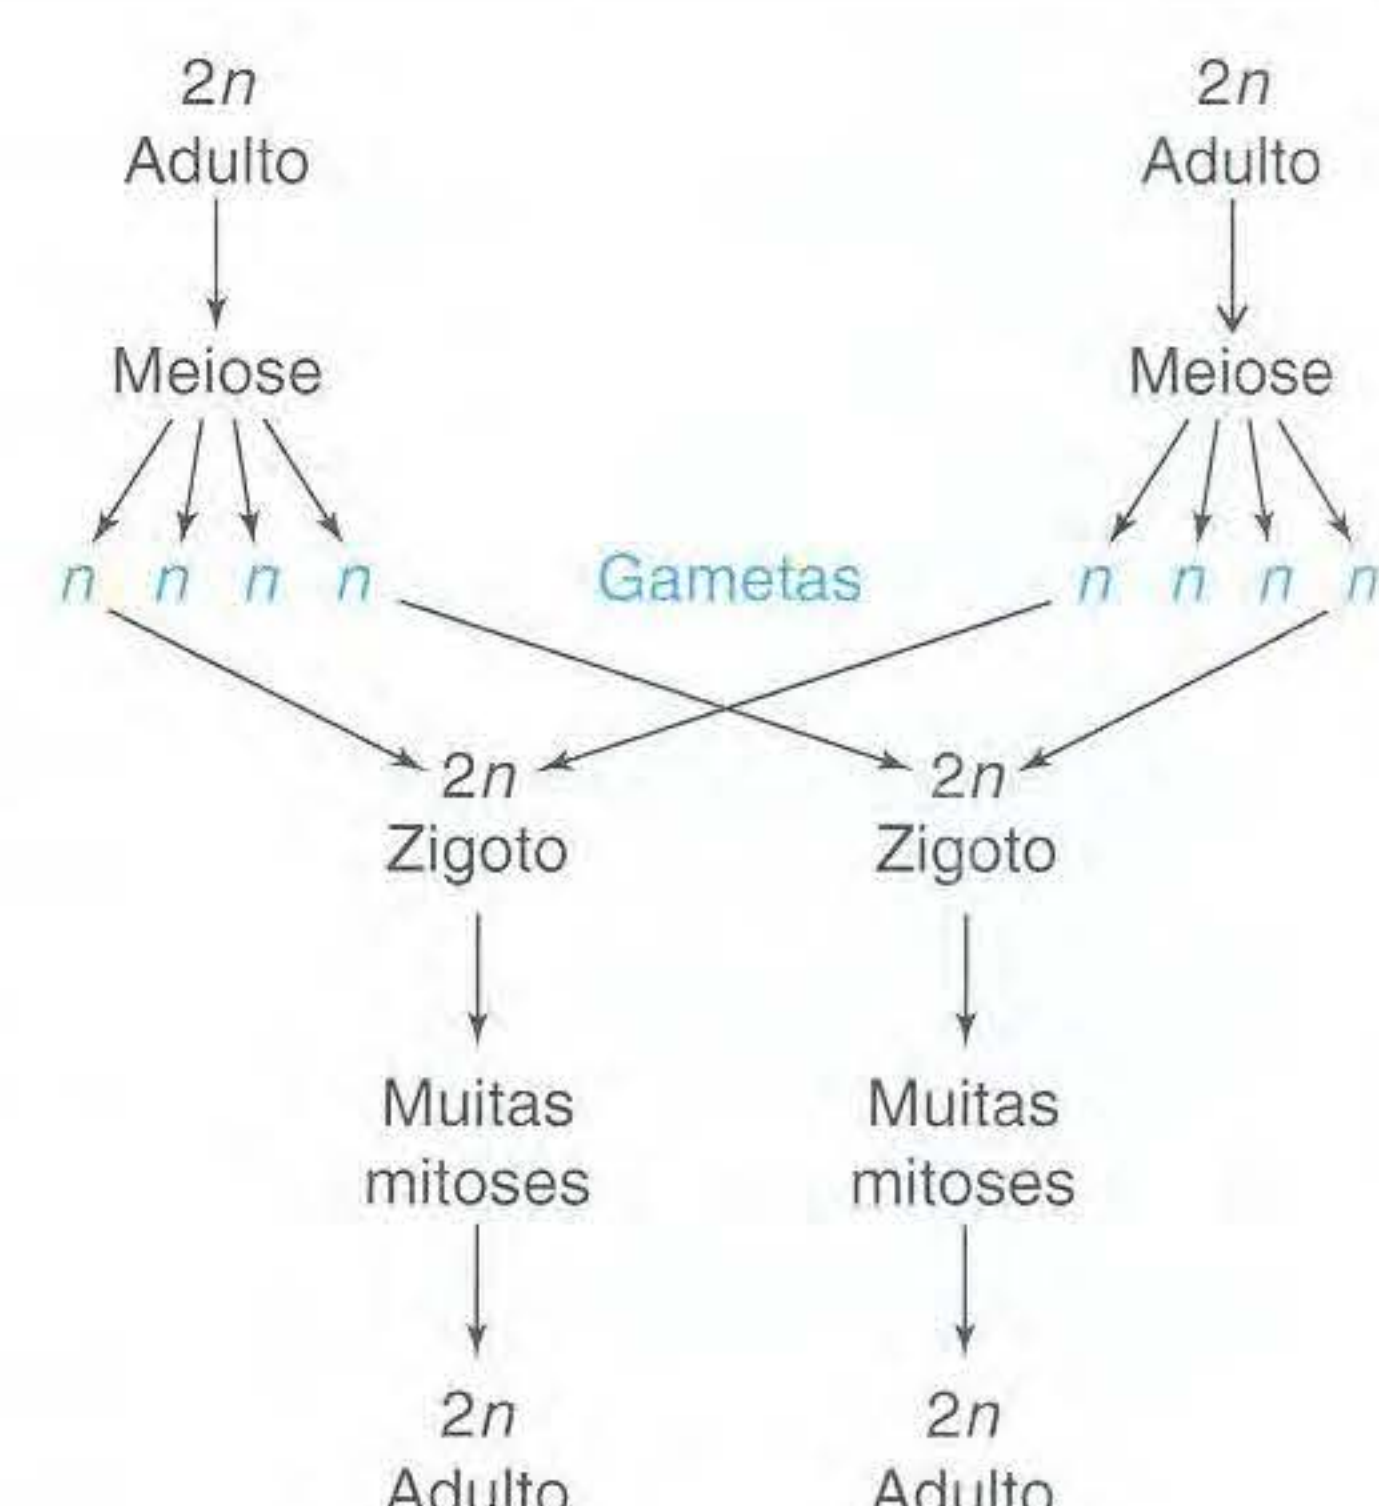 2n 2n
Adulto Adulto
Meiose Meiose
n n n n Gametas n n n n
2n 2n
Zigoto Zigoto
Muitas Muitas
mitoses mitoses
2n 2n
Adulto Adulto